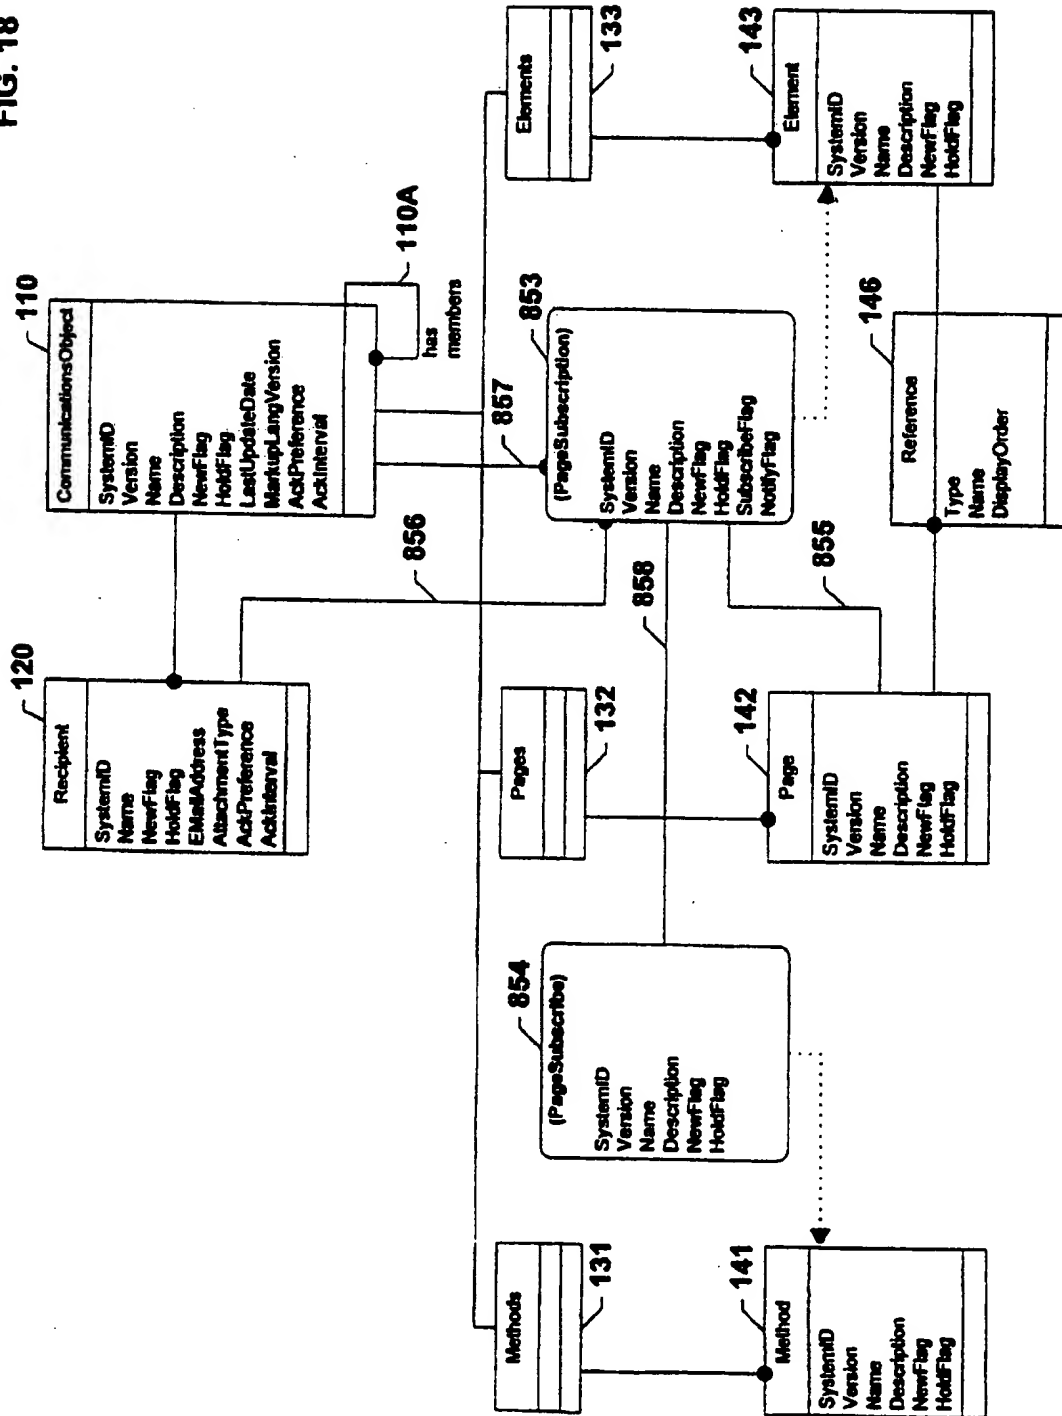 FIG. 18
110
CommunicationsObject
SystemID
Version
Name
Description
NewFlag
HoldFlag
LastUpdateDate
MarkupLangVersion
AckPreference
AckInterval
110A
has
members
120
Recipient
SystemID
Name
NewFlag
HoldFlag
EMailAddress
AttachmentType
AckPreference
AckInterval
856
857
Methods
131
Pages
132
Elements
133
854
(PageSubscribe)
SystemID
Version
Name
Description
NewFlag
HoldFlag
858
853
(PageSubscription)
SystemID
Version
Name
Description
NewFlag
HoldFlag
SubscribeFlag
NotifyFlag
855
141
Method
SystemID
Version
Name
Description
NewFlag
HoldFlag
142
Page
SystemID
Version
Name
Description
NewFlag
HoldFlag
146
Reference
Type
Name
DisplayOrder
143
Element
SystemID
Version
Name
Description
NewFlag
HoldFlag